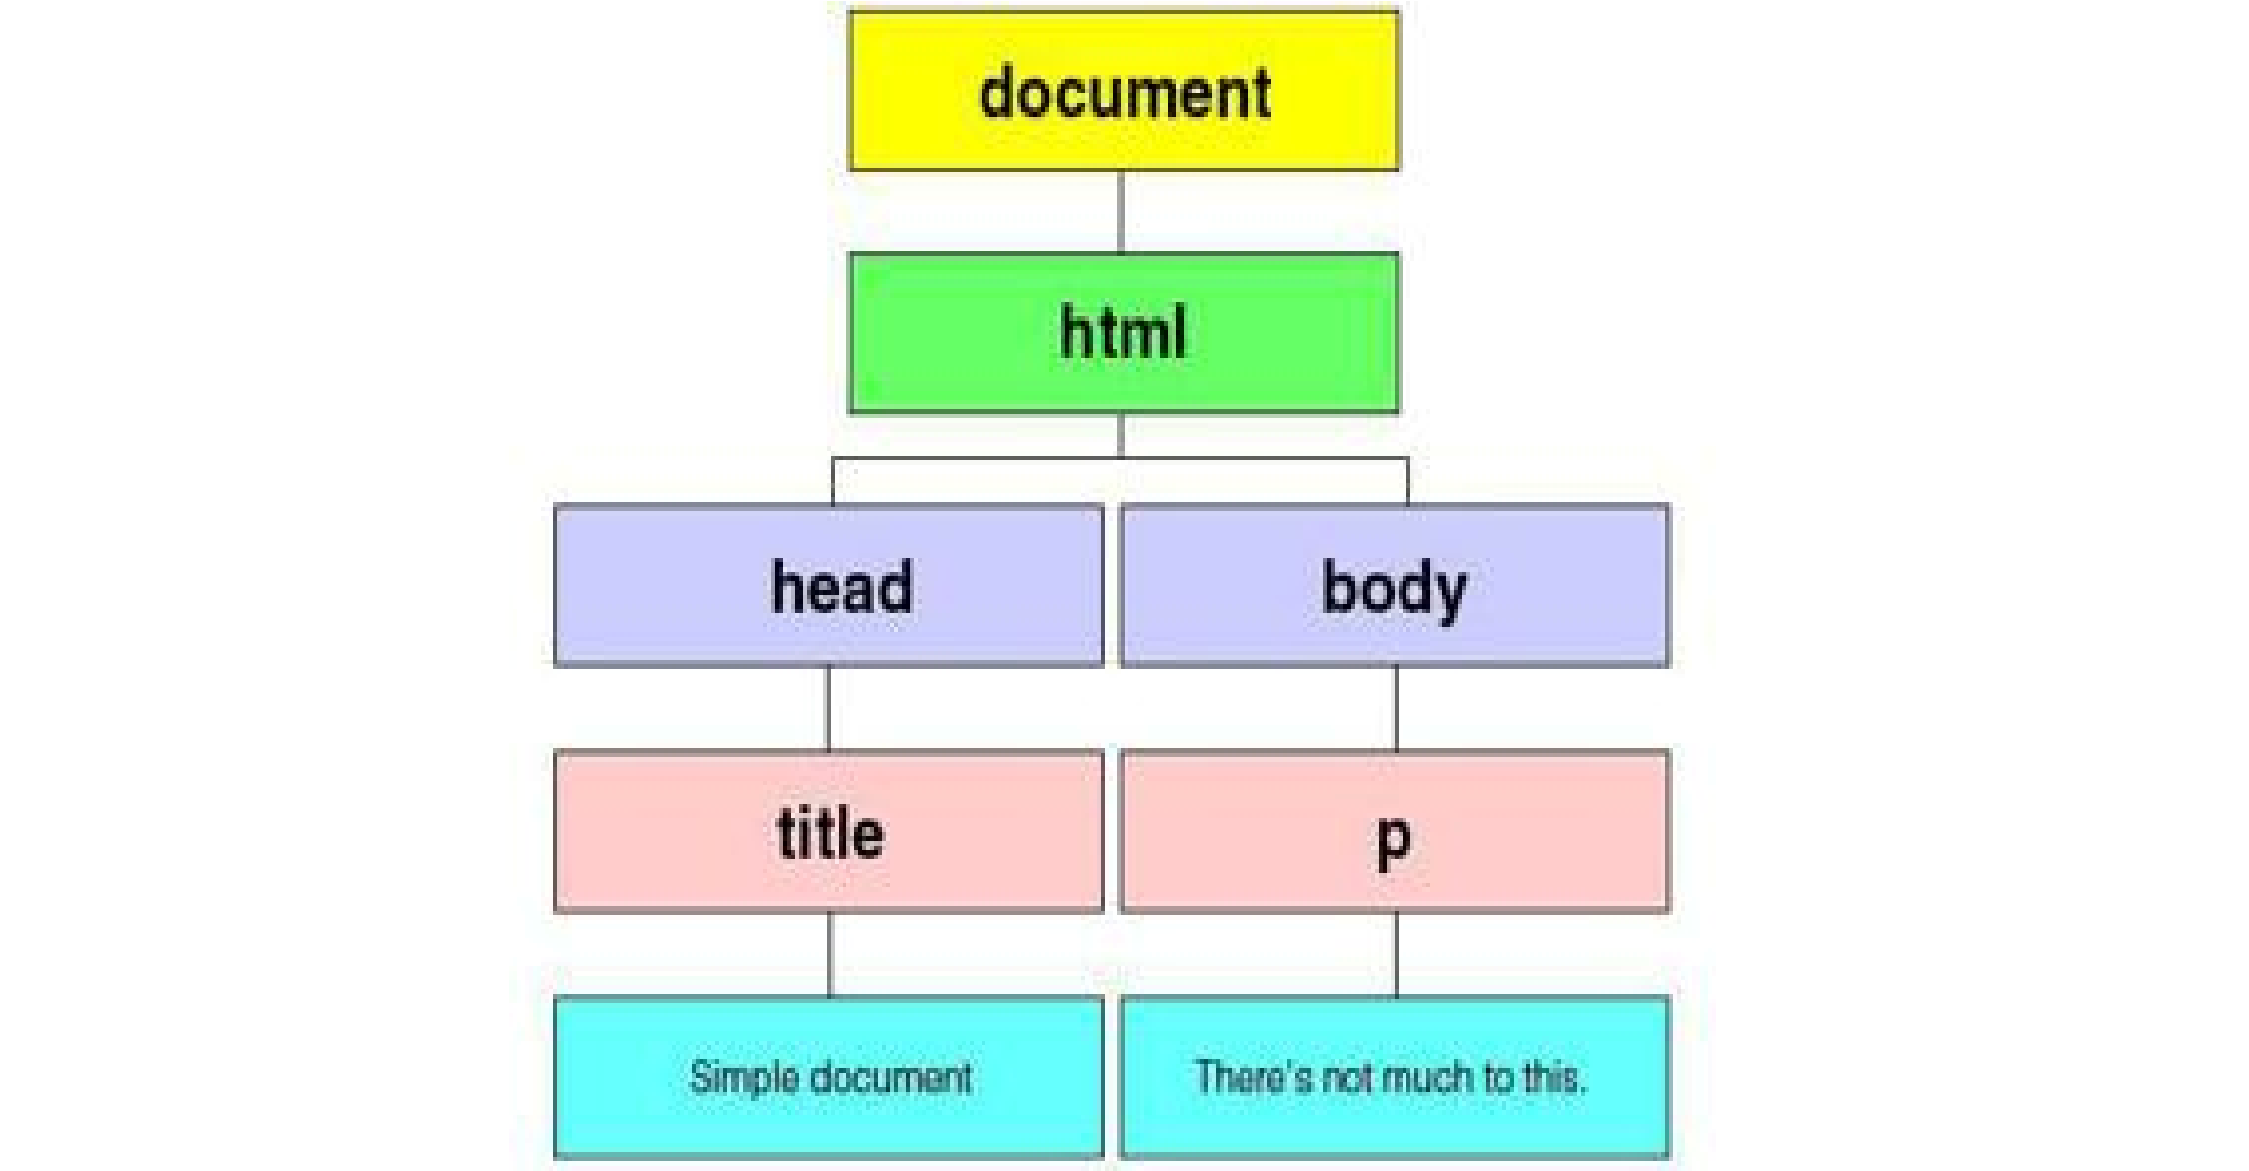 document
html
head
body
title
p
Simple document
There's not much to this.